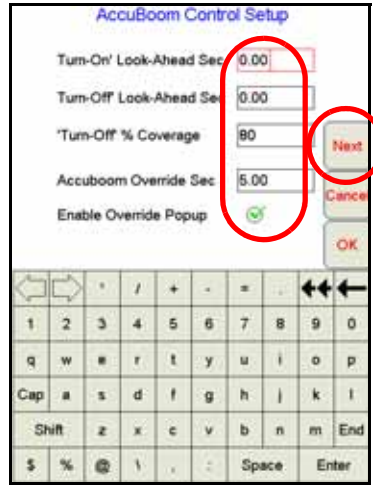 AccuBoom Control Setup
Turn-On' Look-Ahead Sec 0.00
Turn-Off' Look-Ahead Sec 0.00
'Turn-Off' % Coverage 80
Next
Accuboom Override Sec 5.00
Cancel
Enable Override Popup
OK
' / + - = .
1 2 3 4 5 6 7 8 9 0
q w e r t y u i o p
Cap a s d f g h j k l
Shift z x c v b n m End
$ % @ \ , : Space Enter